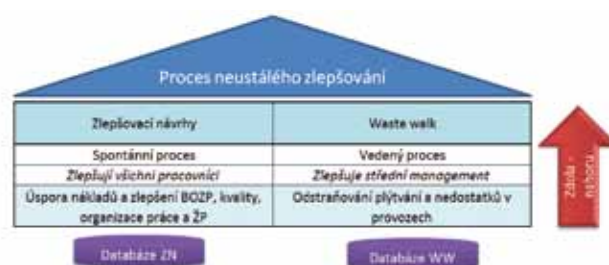 Proces neustálého zlepšování
Zlepšovací návrhy
Waste walk
Spontánní proces
Vedený proces
Zlepšují všichni pracovníci
Zlepšuje střední management
Úspora nákladů a zlepšení BOZP, kvality,
organizace práce a ŽP
Odstraňování plýtvání a nedostatků v
provozech
Zdola -
nahoru
Databáze ZN
Databáze WW